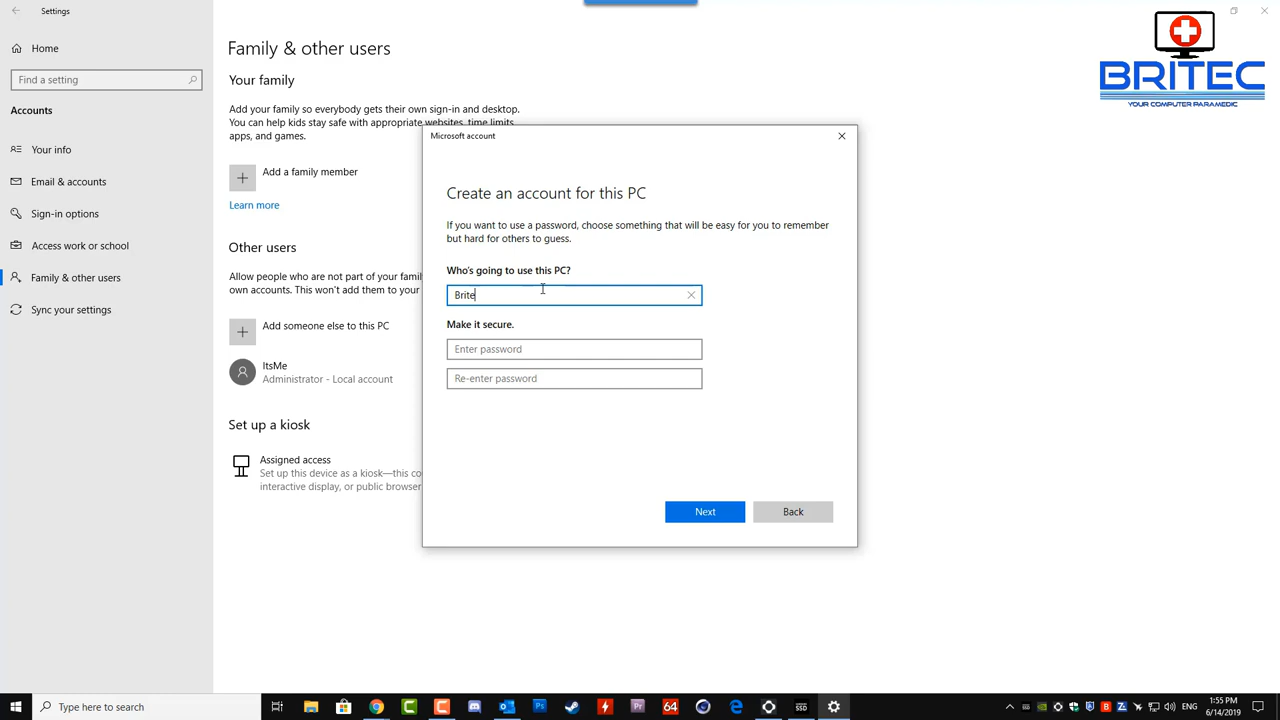 Settings
Home
Find a setting
Accounts
Your info
Email & accounts
Sign-in options
Access work or school
Family & other users
Sync your settings
Family & other users
Your family
Add your family so everybody gets their own sign-in and desktop.
You can help kids stay safe with appropriate websites, time limits,
apps, and games.
Add a family member
Learn more
Other users
Allow people who are not part of your family
own accounts. This won't add them to your
Add someone else to this PC
ItsMe
Administrator - Local account
Set up a kiosk
Assigned access
Set up this device as a kiosk—this co
interactive display, or public browser
Microsoft account
Create an account for this PC
If you want to use a password, choose something that will be easy for you to remember
but hard for others to guess.
Who's going to use this PC?
Brite
Make it secure.
Enter password
Re-enter password
Next
Back
BRITEC
YOUR COMPUTER PARAMEDIC
Type here to search
Ps
Pr
64
SSD
1:55 PM
6/14/2019